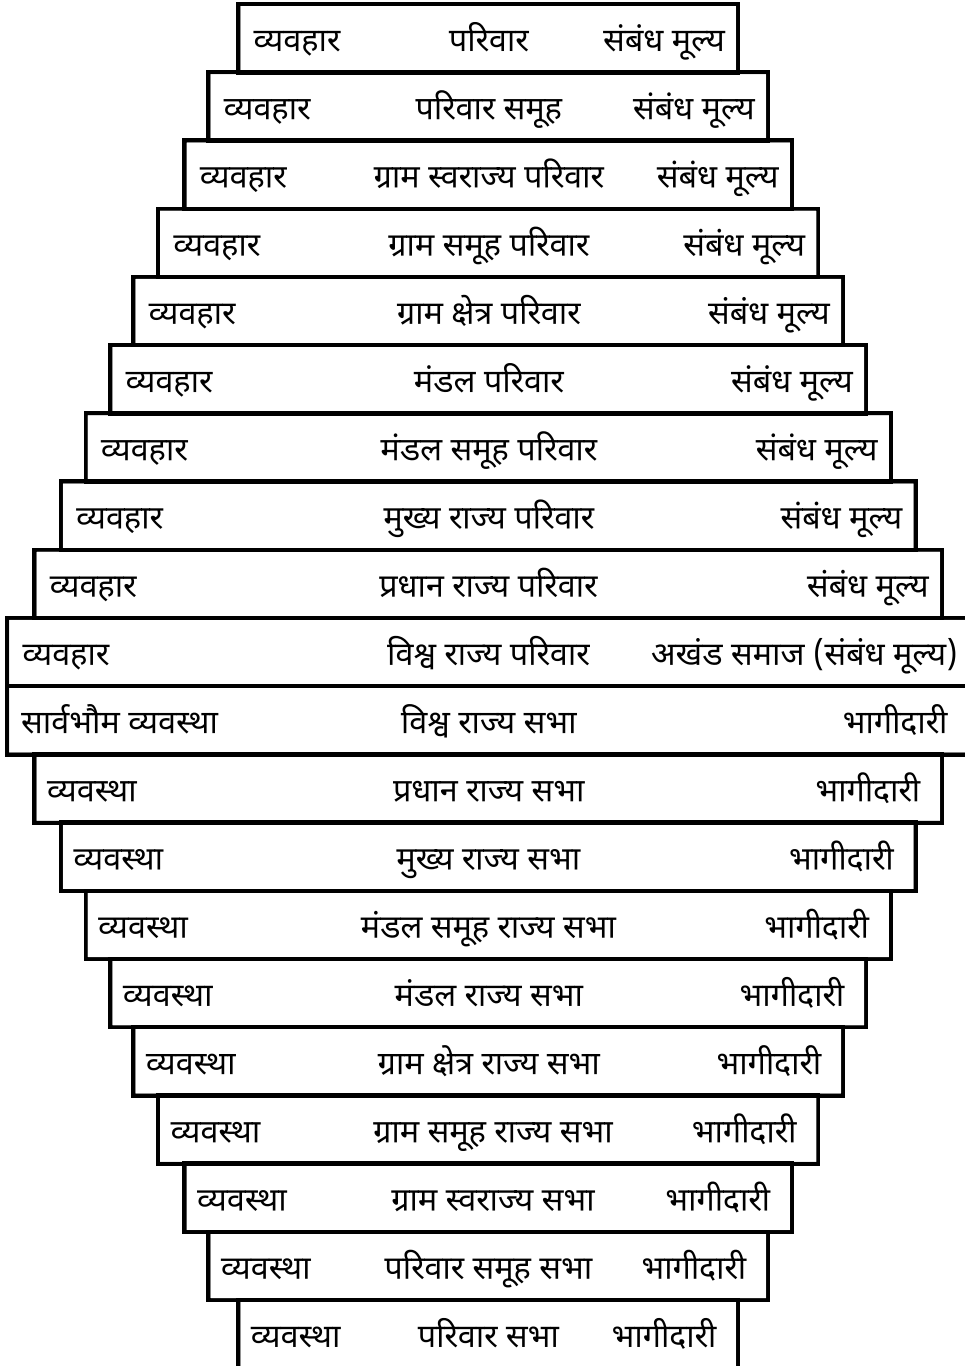 व्यवहार परिवार संबंध मूल्य
व्यवहार परिवार समूह संबंध मूल्य
व्यवहार ग्राम स्वराज्य परिवार संबंध मूल्य
व्यवहार ग्राम समूह परिवार संबंध मूल्य
व्यवहार ग्राम क्षेत्र परिवार संबंध मूल्य
व्यवहार मंडल परिवार संबंध मूल्य
व्यवहार मंडल समूह परिवार संबंध मूल्य
व्यवहार मुख्य राज्य परिवार संबंध मूल्य
व्यवहार प्रधान राज्य परिवार संबंध मूल्य
व्यवहार विश्व राज्य परिवार अखंड समाज (संबंध मूल्य)
सार्वभौम व्यवस्था विश्व राज्य सभा भागीदारी
व्यवस्था प्रधान राज्य सभा भागीदारी
व्यवस्था मुख्य राज्य सभा भागीदारी
व्यवस्था मंडल समूह राज्य सभा भागीदारी
व्यवस्था मंडल राज्य सभा भागीदारी
व्यवस्था ग्राम क्षेत्र राज्य सभा भागीदारी
व्यवस्था ग्राम समूह राज्य सभा भागीदारी
व्यवस्था ग्राम स्वराज्य सभा भागीदारी
व्यवस्था परिवार समूह सभा भागीदारी
व्यवस्था परिवार सभा भागीदारी